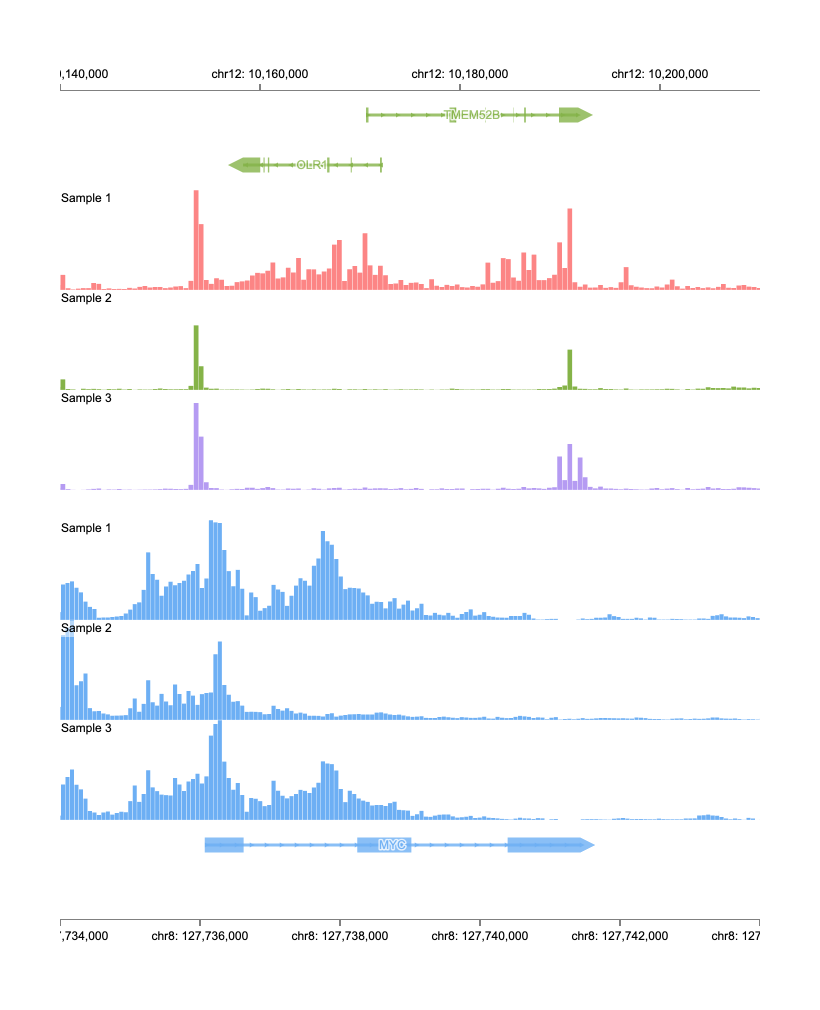 ),140,000 chr12: 10,160,000 chr12: 10,180,000 chr12: 10,200,000
TMEM52B
OLR1
Sample 1
Sample 2
Sample 3
Sample 1
Sample 2
Sample 3
MYC
',734,000 chr8: 127,736,000 chr8: 127,738,000 chr8: 127,740,000 chr8: 127,742,000 chr8: 127